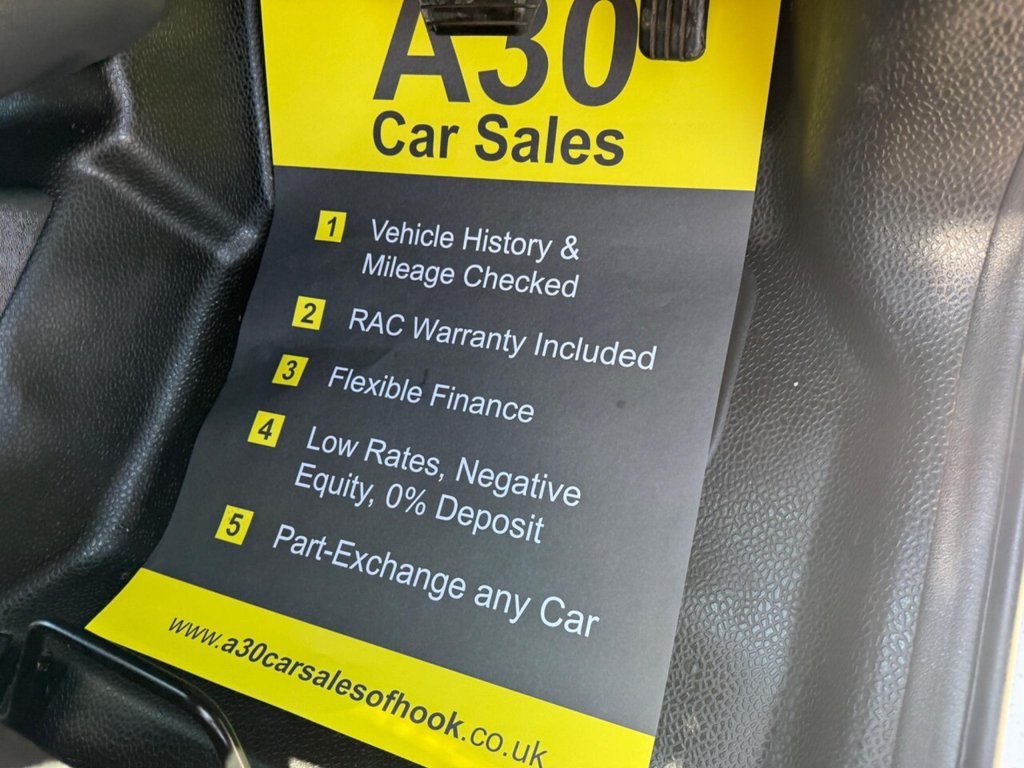 A30
Car Sales
1 Vehicle History &
Mileage Checked
2 RAC Warranty Included
3 Flexible Finance
4 Low Rates, Negative
Equity, 0% Deposit
5 Part-Exchange any Car
www.a30carsalesofhook.co.uk